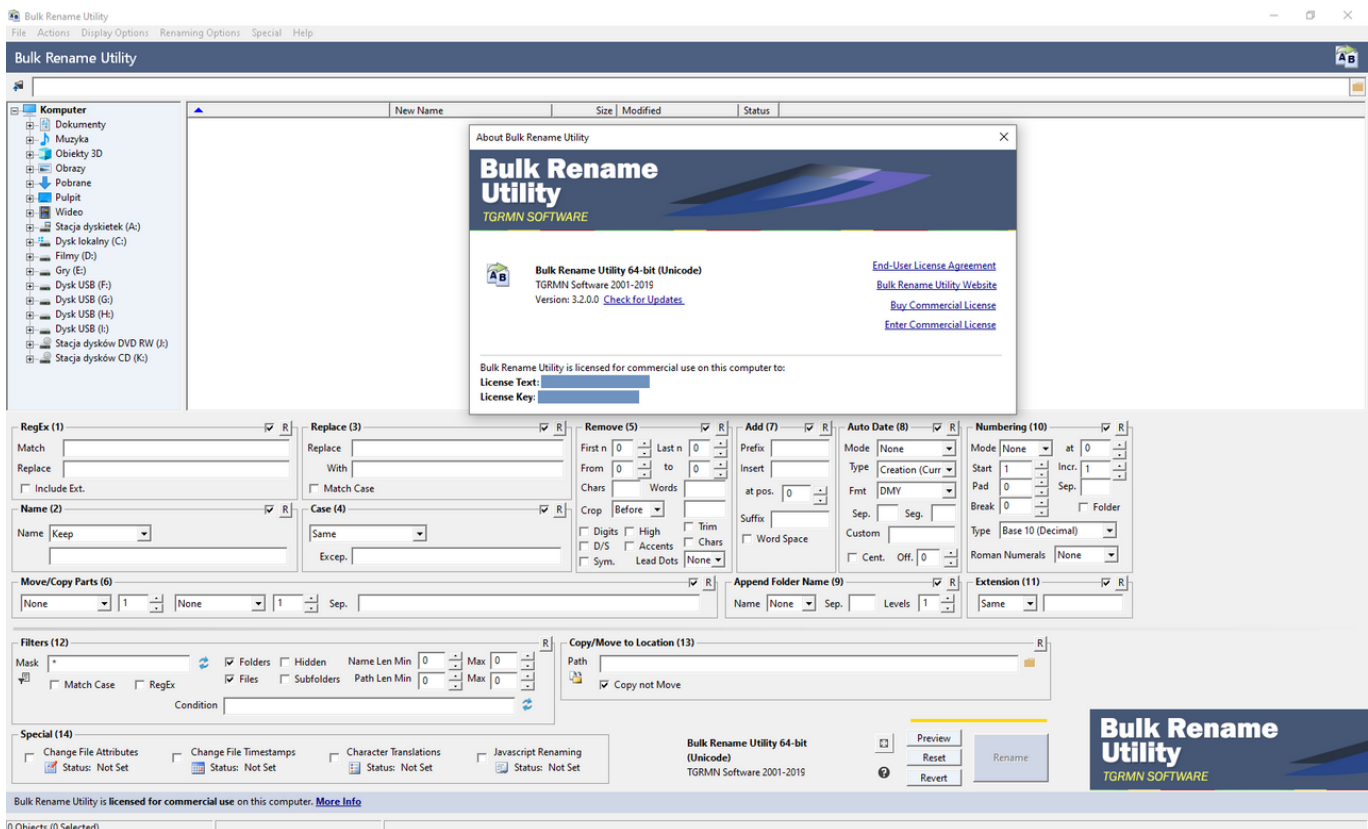 Bulk Rename Utility
File Actions Display Options Renaming Options Special Help
Bulk Rename Utility
Komputer
Dokumenty
Muzyka
Obiekty 3D
Obrazy
Pobrane
Pulpit
Wideo
Stacja dyskietek (A:)
Dysk lokalny (C:)
Filmy (D:)
Gry (E:)
Dysk USB (F:)
Dysk USB (G:)
Dysk USB (H:)
Dysk USB (I:)
Stacja dysków DVD RW (J:)
Stacja dysków CD (K:)
New Name Size Modified Status
About Bulk Rename Utility
Bulk Rename
Utility
TGRMN SOFTWARE
Bulk Rename Utility 64-bit (Unicode)
TGRMN Software 2001-2019
Version: 3.2.0.0 Check for Updates
End-User License Agreement
Bulk Rename Utility Website
Buy Commercial License
Enter Commercial License
Bulk Rename Utility is licensed for commercial use on this computer to:
License Text:
License Key:
RegEx (1) R
Match
Replace
Include Ext.
Name (2) R
Name Keep
Replace (3) R
Replace
With
Match Case
Case (4) R
Same
Excep.
Remove (5) R
First n 0 Last n 0
From 0 to 0
Chars Words
Crop Before
Digits High Trim
D/S Accents Chars
Sym. Lead Dots None
Add (7) R
Prefix
Insert
at pos. 0
Suffix
Word Space
Auto Date (8) R
Mode None
Type Creation (Curr
Fmt DMY
Sep. Seg.
Custom
Cent. Off. 0
Numbering (10) R
Mode None at 0
Start 1 Incr. 1
Pad 0 Sep.
Break 0 Folder
Type Base 10 (Decimal)
Roman Numerals None
Move/Copy Parts (6) R
None 1 None 1 Sep.
Append Folder Name (9) R
Name None Sep. Levels 1
Extension (11) R
Same
Filters (12) R
Mask * Folders Hidden Name Len Min 0 Max 0
Match Case RegEx Files Subfolders Path Len Min 0 Max 0
Condition
Copy/Move to Location (13) R
Path
Copy not Move
Special (14)
Change File Attributes
Status: Not Set
Change File Timestamps
Status: Not Set
Character Translations
Status: Not Set
Javascript Renaming
Status: Not Set
Bulk Rename Utility 64-bit
(Unicode)
TGRMN Software 2001-2019
Preview
Reset
Revert
Rename
Bulk Rename
Utility
TGRMN SOFTWARE
Bulk Rename Utility is licensed for commercial use on this computer. More Info
0 Objects (0 Selected)